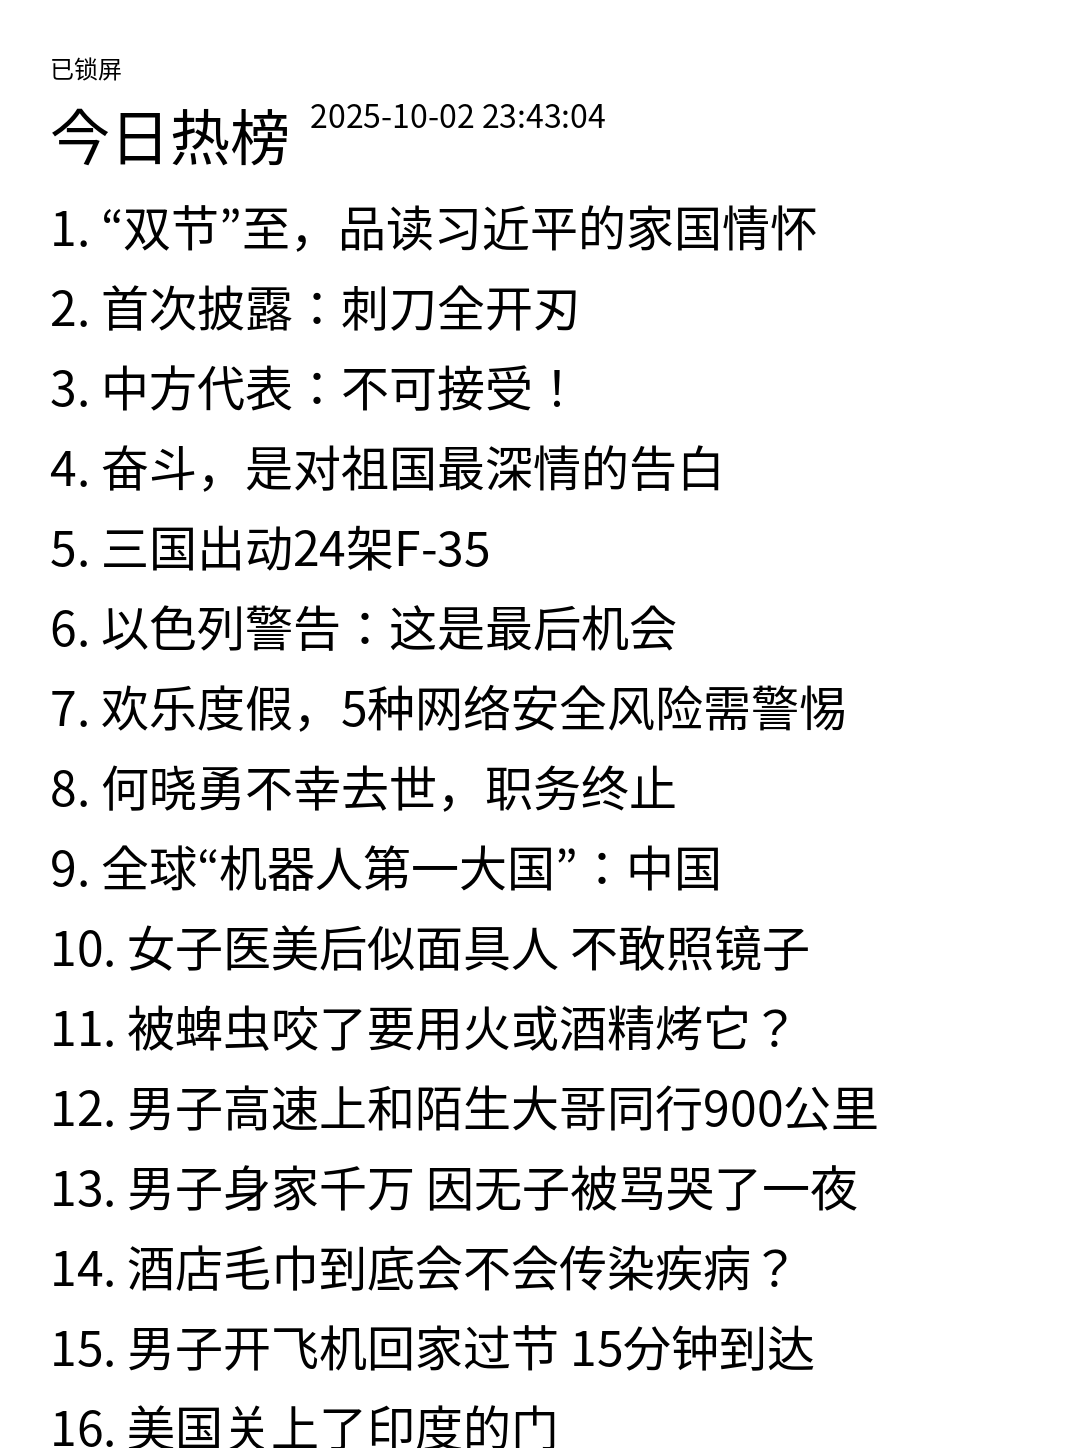 已锁屏
今日热榜 2025-10-02 23:43:04
1. “双节”至，品读习近平的家国情怀
2. 首次披露：刺刀全开刃
3. 中方代表：不可接受！
4. 奋斗，是对祖国最深情的告白
5. 三国出动24架F-35
6. 以色列警告：这是最后机会
7. 欢乐度假，5种网络安全风险需警惕
8. 何晓勇不幸去世，职务终止
9. 全球“机器人第一大国”：中国
10. 女子医美后似面具人 不敢照镜子
11. 被蜱虫咬了要用火或酒精烤它？
12. 男子高速上和陌生大哥同行900公里
13. 男子身家千万 因无子被骂哭了一夜
14. 酒店毛巾到底会不会传染疾病？
15. 男子开飞机回家过节 15分钟到达
16. 美国关上了印度的门